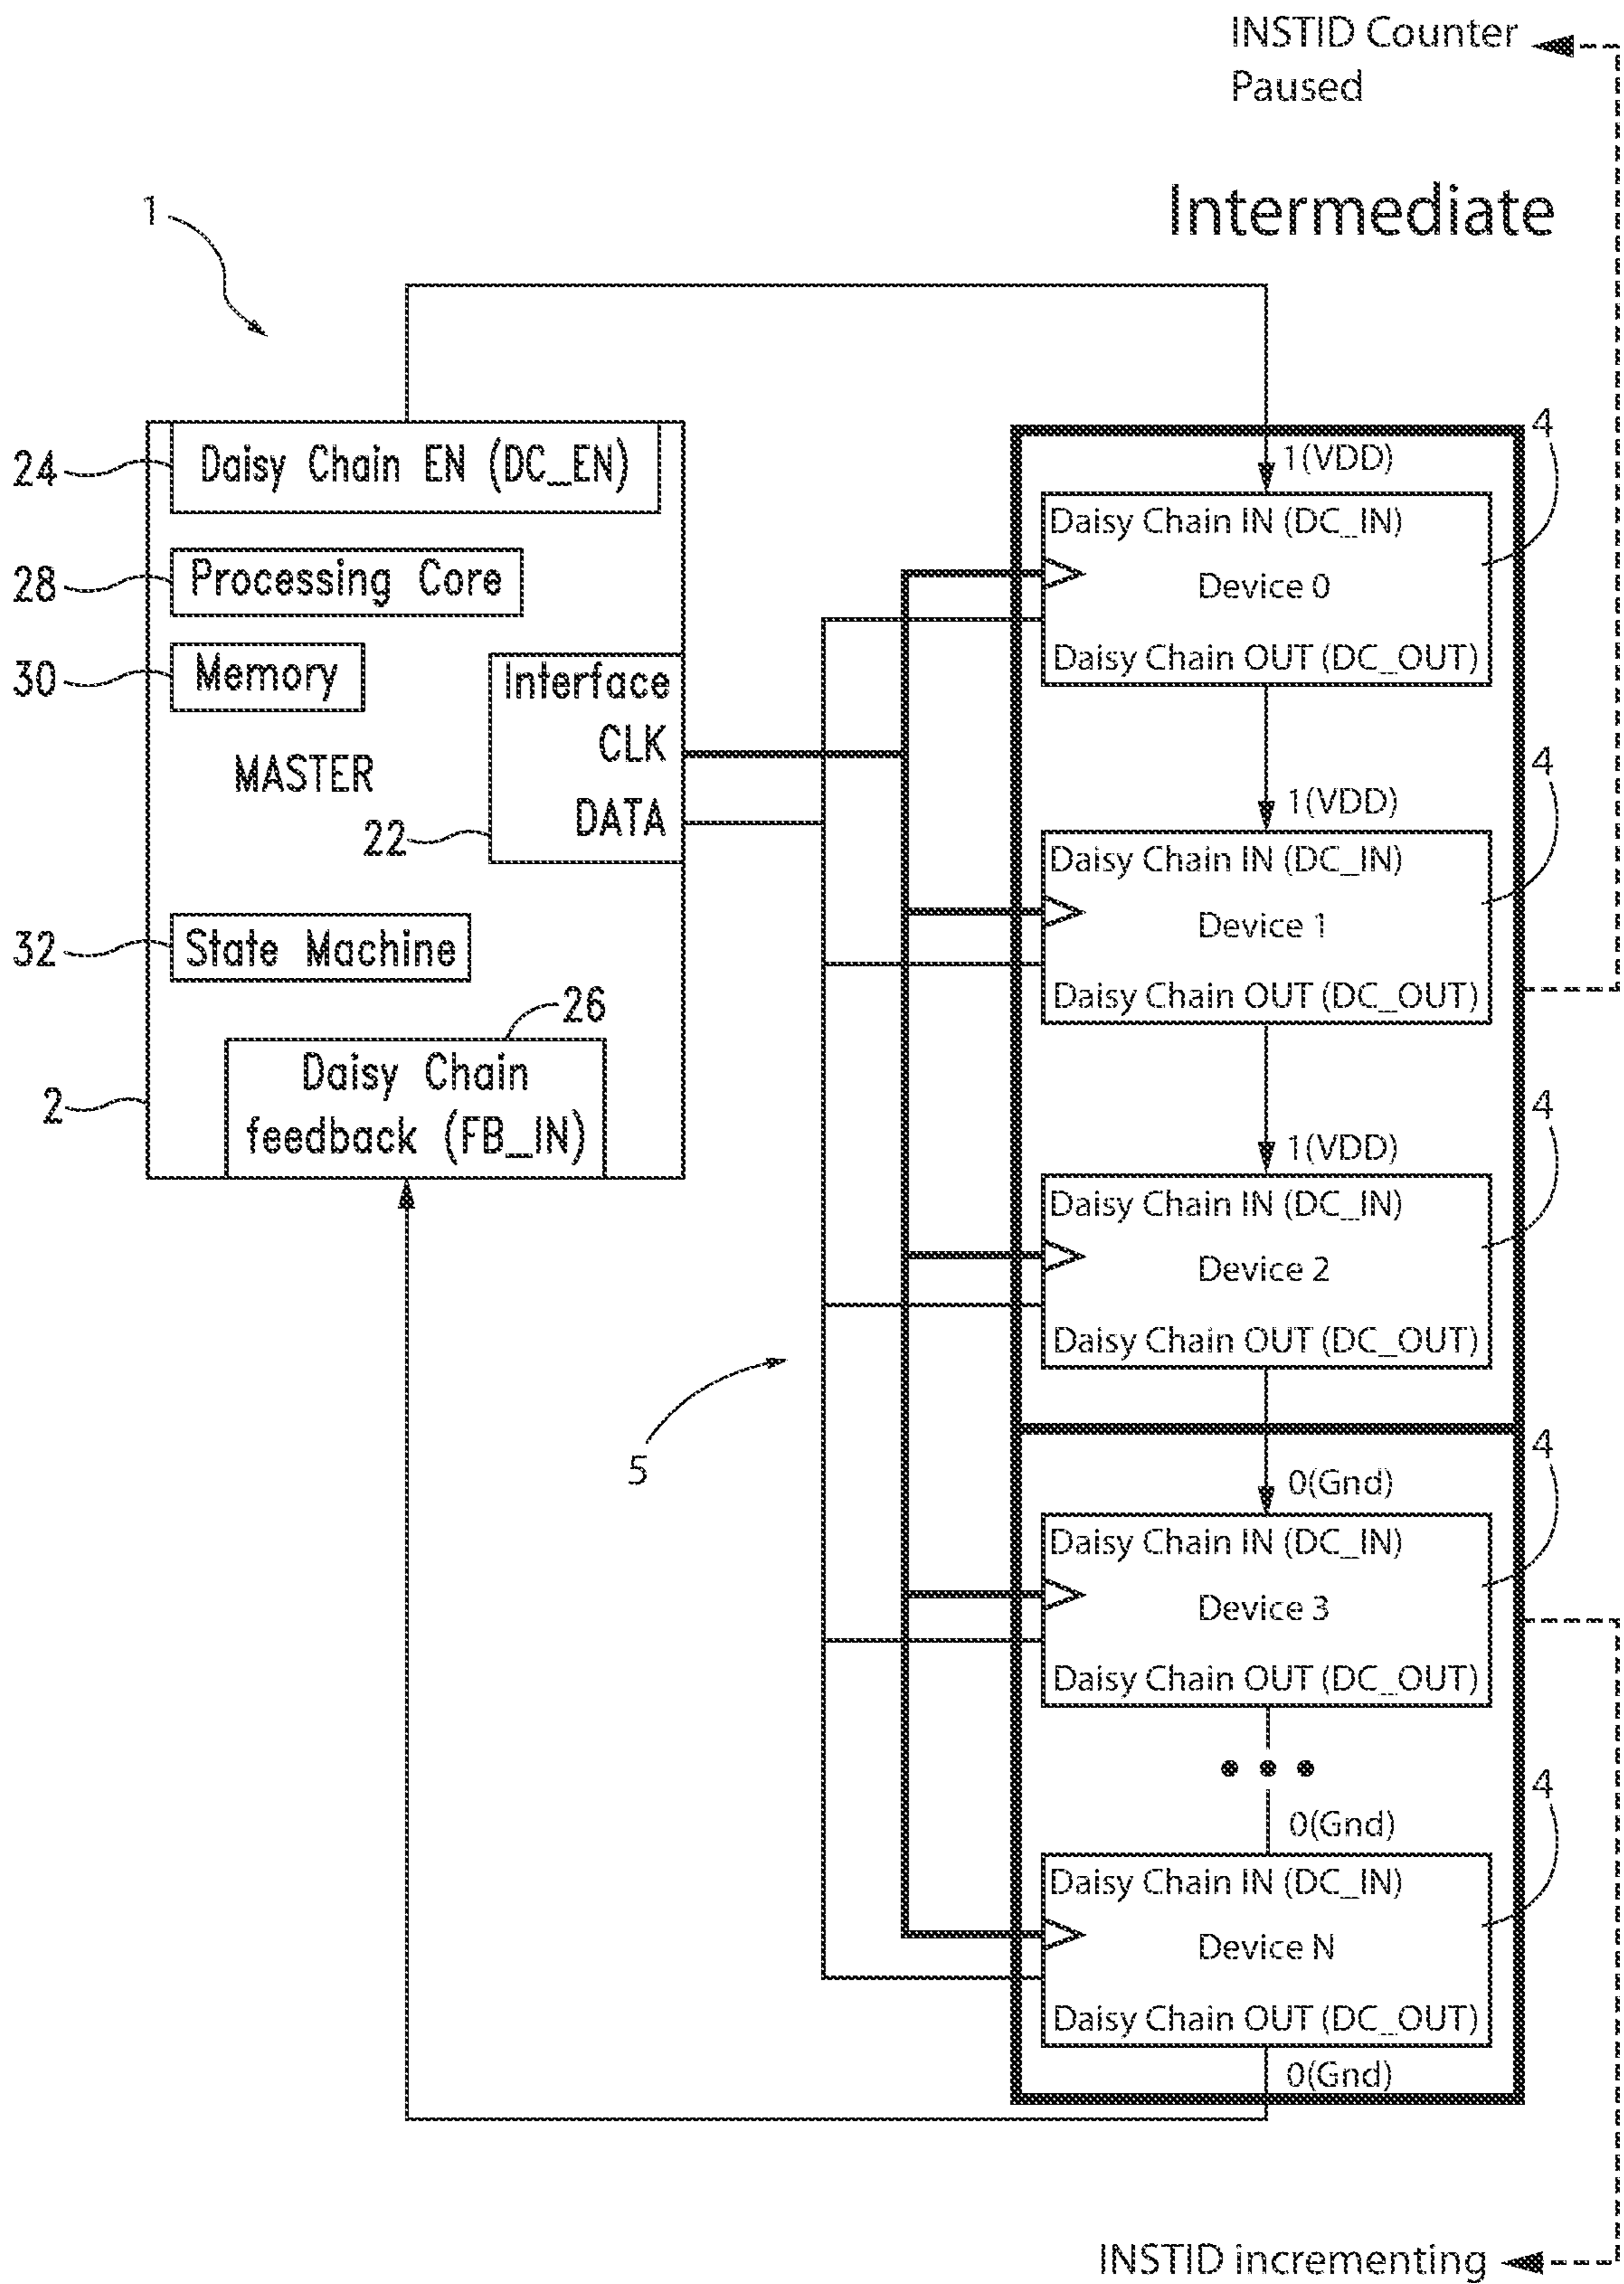 INSTID Counter
Paused
Intermediate
1
24
Daisy Chain EN (DC_EN)
28
Processing Core
30
Memory
Interface
CLK
DATA
MASTER
22
32
State Machine
26
Daisy Chain
feedback (FB_IN)
2
5
1(VDD)
4
Daisy Chain IN (DC_IN)
Device 0
Daisy Chain OUT (DC_OUT)
1(VDD)
4
Daisy Chain IN (DC_IN)
Device 1
Daisy Chain OUT (DC_OUT)
1(VDD)
4
Daisy Chain IN (DC_IN)
Device 2
Daisy Chain OUT (DC_OUT)
0(Gnd)
4
Daisy Chain IN (DC_IN)
Device 3
Daisy Chain OUT (DC_OUT)
0(Gnd)
4
Daisy Chain IN (DC_IN)
Device N
Daisy Chain OUT (DC_OUT)
0(Gnd)
INSTID incrementing